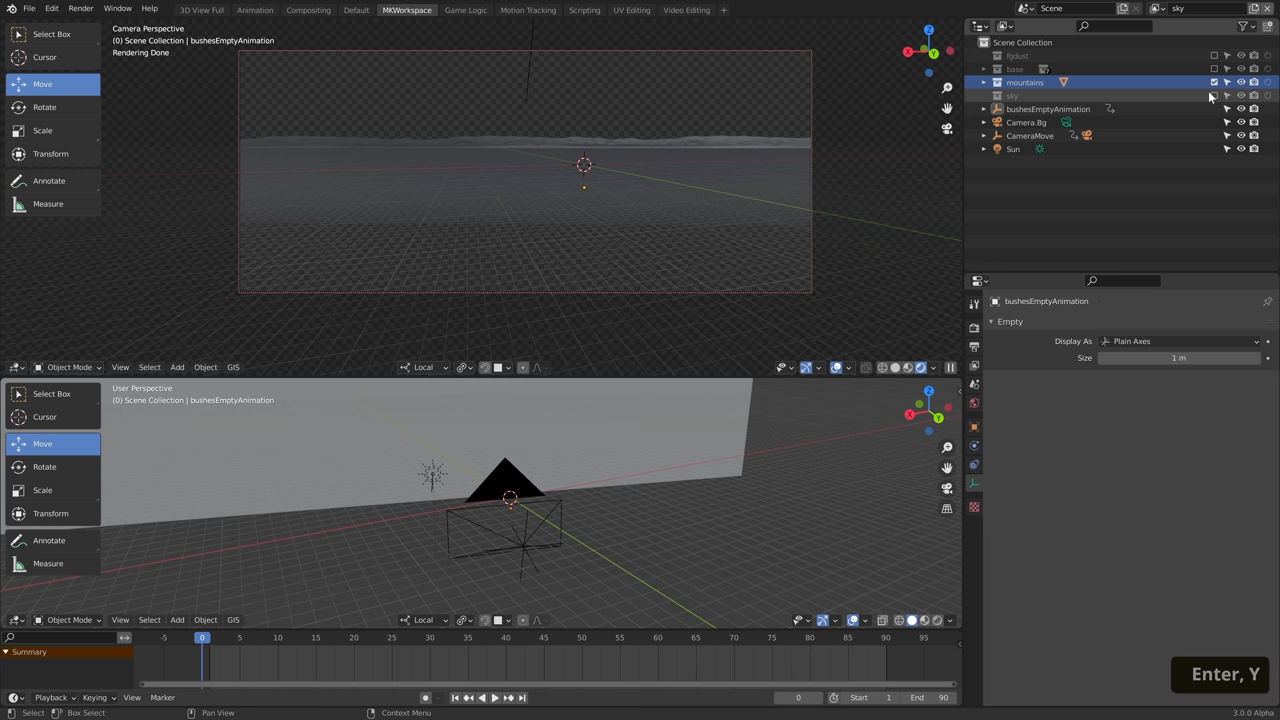 File Edit Render Window Help 3D View Full Animation Compositing Default MKWorkspace Game Logic Motion Tracking Scripting UV Editing Video Editing Scene sky
Select Box
Cursor
Move
Rotate
Scale
Transform
Annotate
Measure
Camera Perspective
(0) Scene Collection | bushesEmptyAnimation
Rendering Done
Object Mode View Select Add Object GIS Local
Select Box
Cursor
Move
Rotate
Scale
Transform
Annotate
Measure
User Perspective
(0) Scene Collection | bushesEmptyAnimation
Object Mode View Select Add Object GIS Local
-5 0 5 10 15 20 25 30 35 40 45 50 55 60 65 70 75 80 85 90 95
Summary
Playback Keying View Marker 0 Start 1 End 90
Select Box Select Pan View Context Menu 3.0.0 Alpha
Scene Collection
fgdust
base
mountains
sky
bushesEmptyAnimation
Camera.Bg
CameraMove
Sun
bushesEmptyAnimation
Empty
Display As Plain Axes
Size 1 m
Enter, Y